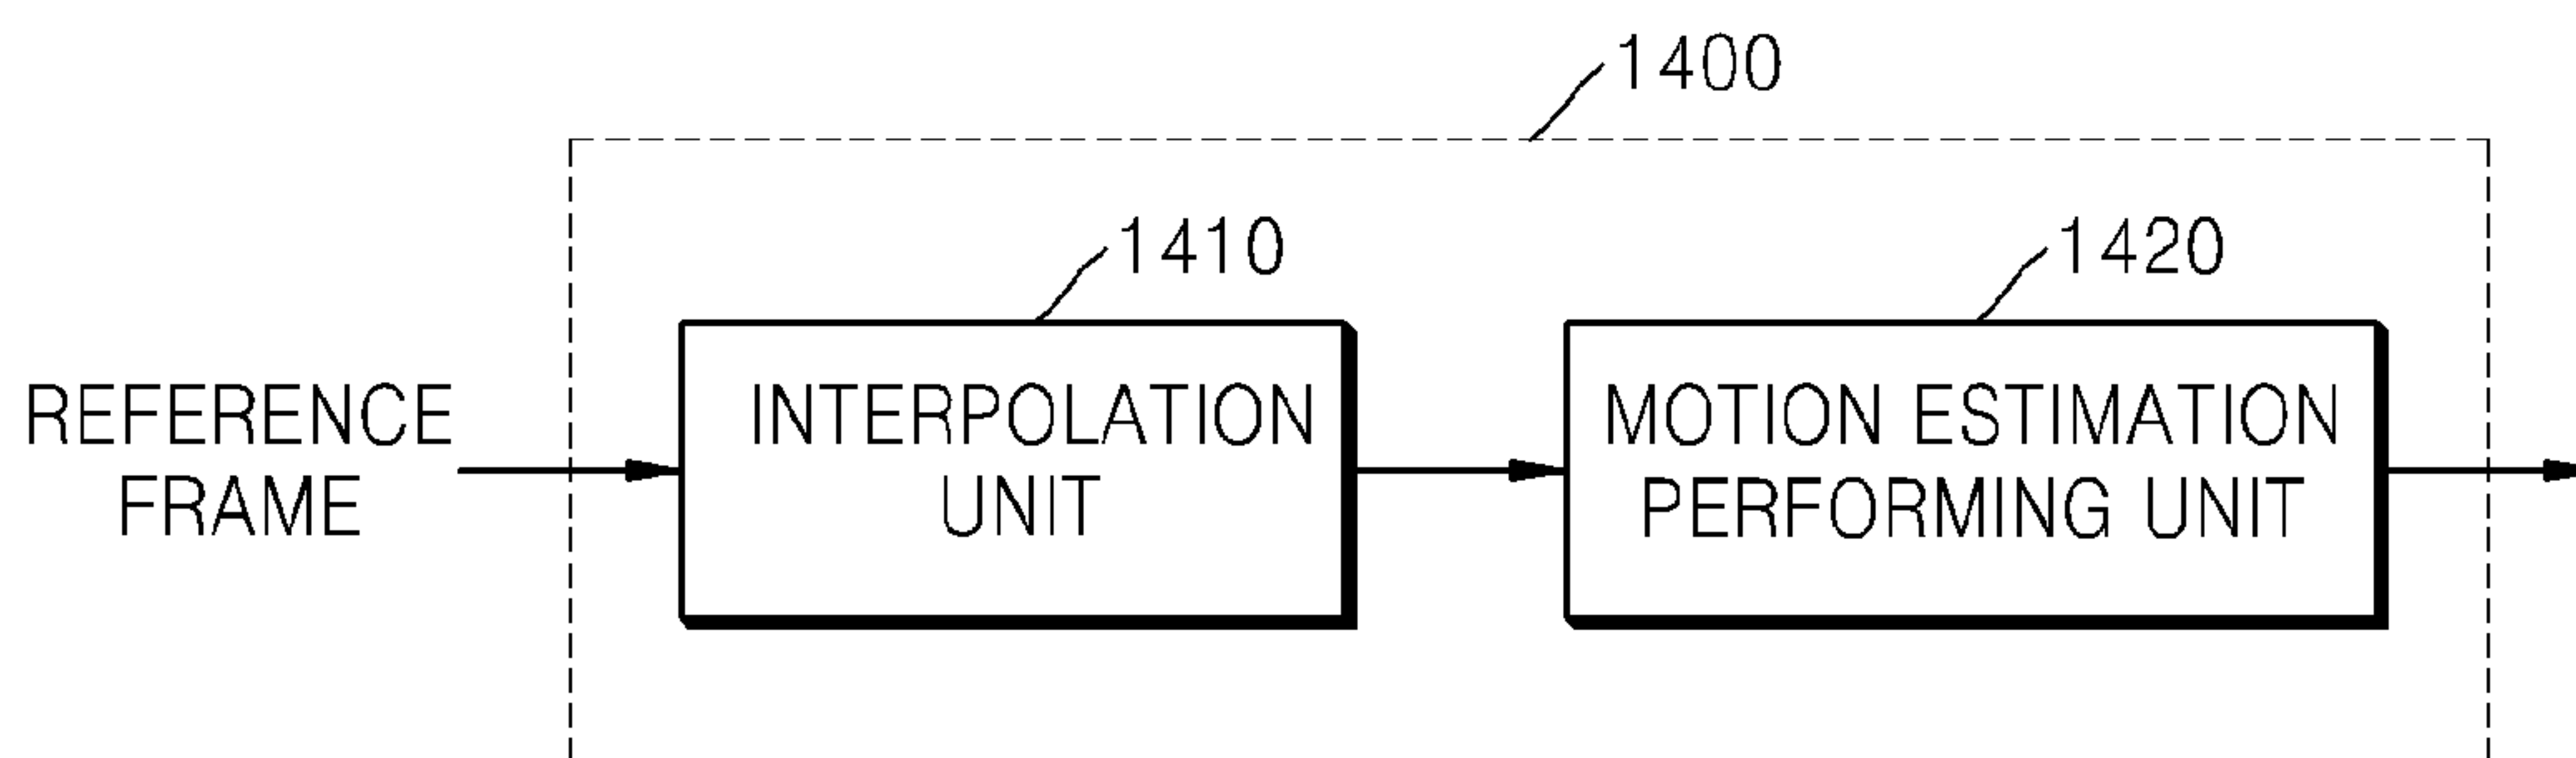 1400
1410
1420
REFERENCE
FRAME
INTERPOLATION
UNIT
MOTION ESTIMATION
PERFORMING UNIT